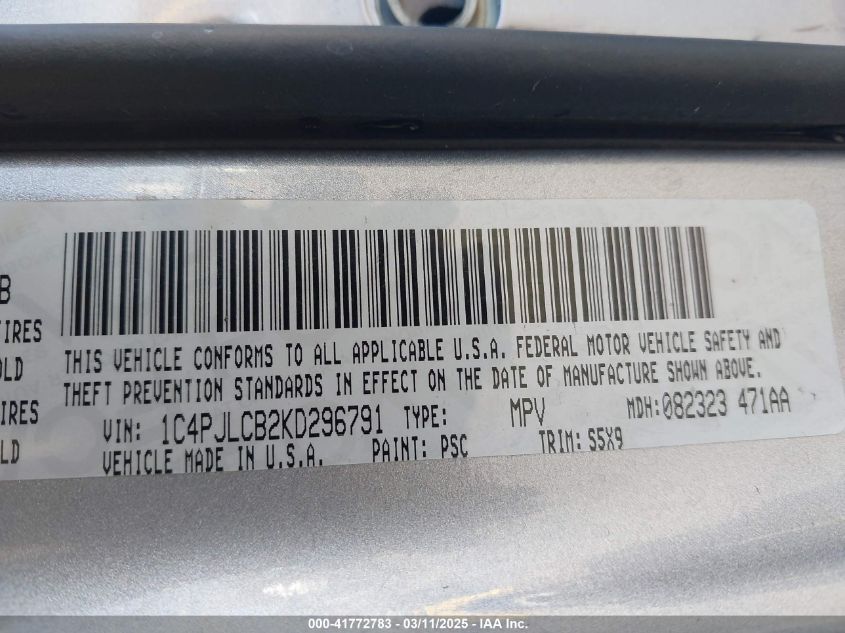 B
TIRES
OLD
IRES
LD
THIS VEHICLE CONFORMS TO ALL APPLICABLE U.S.A. FEDERAL MOTOR VEHICLE SAFETY AND
THEFT PREVENTION STANDARDS IN EFFECT ON THE DATE OF MANUFACTURE SHOWN ABOVE.
VIN: 1C4PJLCB2KD296791 TYPE: MPV MDH:082323 471AA
VEHICLE MADE IN U.S.A. PAINT: PSC TRIM: S5X9
000-41772783 — 03/11/2025 - IAA Inc.